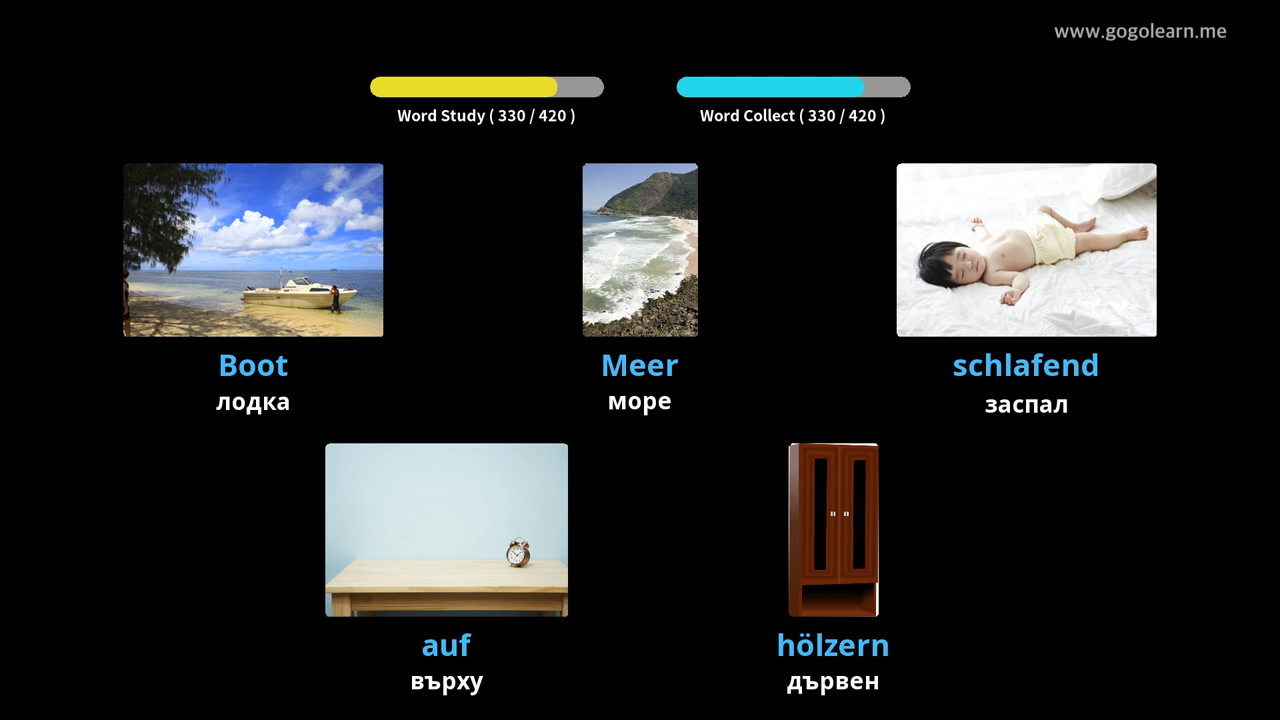 www.gogolearn.me
Word Study ( 330 / 420 )
Word Collect ( 330 / 420 )
Boot
лодка
Meer
море
schlafend
заспал
auf
върху
hölzern
дървен